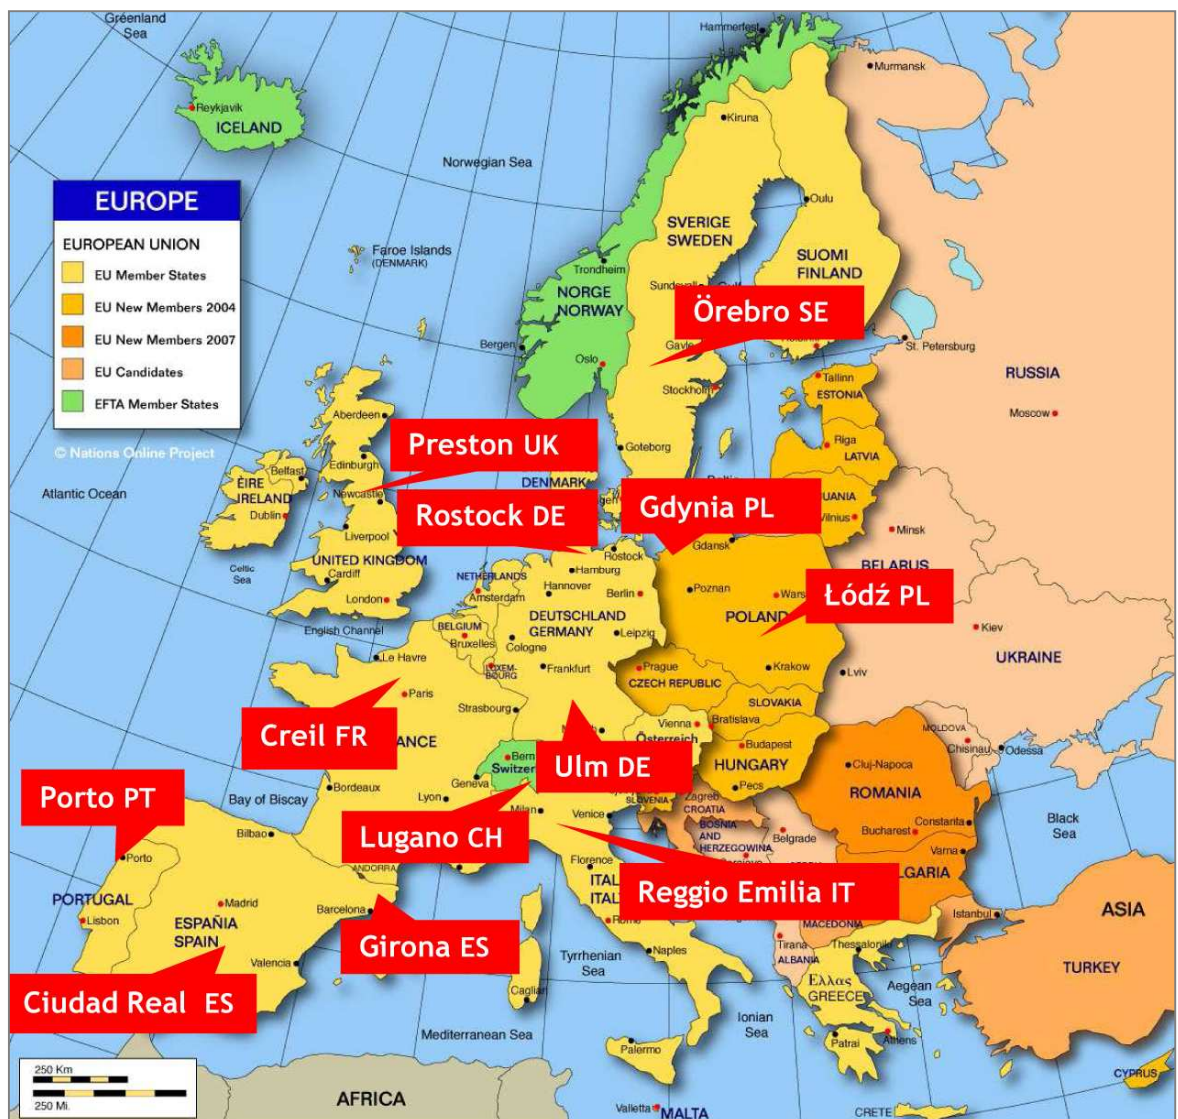 Greenland
Sea
Hammerfest
Murmansk
Reykjavik
ICELAND
Kiruna
Norwegian Sea
EUROPE
EUROPEAN UNION
EU Member States
EU New Members 2004
EU New Members 2007
EU Candidates
EFTA Member States
© Nations Online Project
Faroe Islands
(DENMARK)
Oulu
SVERIGE
SWEDEN
SUOMI
FINLAND
Trondheim
NORGE
NORWAY
Örebro SE
Bergen
Oslo
Gavle
Stockholm
St. Petersburg
RUSSIA
Moscow
Tallinn
ESTONIA
Aberdeen
Preston UK
Goteborg
Riga
LATVIA
Edinburgh
Belfast
ÉIRE
IRELAND
Newcastle
DENMARK
Atlantic Ocean
Dublin
Rostock DE
Gdynia PL
Vilnius
Minsk
Liverpool
Gdansk
Rostock
UNITED KINGDOM
Celtic
Sea
Cardiff
NETHERLANDS
Hamburg
BELARUS
London
Amsterdam
Hannover
Berlin
Poznan
Łódź PL
English Channel
BELGIUM
Bruxelles
DEUTSCHLAND
GERMANY
Leipzig
POLAND
Kiev
UKRAINE
Le Havre
Cologne
LUXEM-
BOURG
Frankfurt
Prague
Krakow
Lviv
CZECH REPUBLIC
Paris
Strasbourg
SLOVAKIA
Creil FR
Vienna
Bratislava
Österreich
MOLDOVA
Chisinau
Odessa
Bern
Ulm DE
Budapest
HUNGARY
Cluj-Napoca
Geneva
Pecs
ROMANIA
Porto PT
Bay of Biscay
Bordeaux
Lyon
Milan
Venice
SLOVENIA
Zagreb
CROATIA
Constanta
Black
Sea
Lugano CH
BOSNIA
AND
HERZEGOWINA
Belgrade
Bucharest
Bilbao
Porto
Varna
ANDORRA
Florence
Reggio Emilia IT
PORTUGAL
Lisbon
Madrid
ESPAÑIA
SPAIN
Barcelona
Girona ES
Rome
MACEDONIA
Istanbul
ASIA
Valencia
Tyrrhenian
Sea
Naples
Tirana
ALBANIA
Thessaloniki
TURKEY
Ciudad Real ES
Ελλας
GREECE
Aegean
Sea
Mediterranean Sea
Ionian
Sea
Palermo
Patrai
Athens
250 Km
250 Mi.
AFRICA
CYPRUS
Valletta
MALTA
CRETE